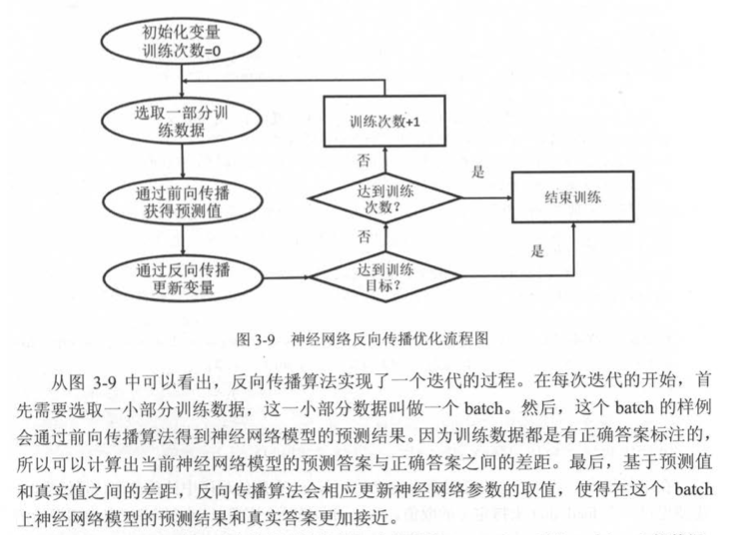 初始化变量
训练次数=0
选取一部分训
练数据
训练次数+1
否
是
通过前向传播
获得预测值
达到训练
次数？
结束训练
否
是
通过反向传播
更新变量
达到训练
目标？
图 3-9 神经网络反向传播优化流程图
从图 3-9 中可以看出，反向传播算法实现了一个迭代的过程。在每次迭代的开始，首
先需要选取一小部分训练数据，这一小部分数据叫做一个 batch。然后，这个 batch 的样例
会通过前向传播算法得到神经网络模型的预测结果。因为训练数据都是有正确答案标注的，
所以可以计算出当前神经网络模型的预测答案与正确答案之间的差距。最后，基于预测值
和真实值之间的差距，反向传播算法会相应更新神经网络参数的取值，使得在这个 batch
上神经网络模型的预测结果和真实答案更加接近。